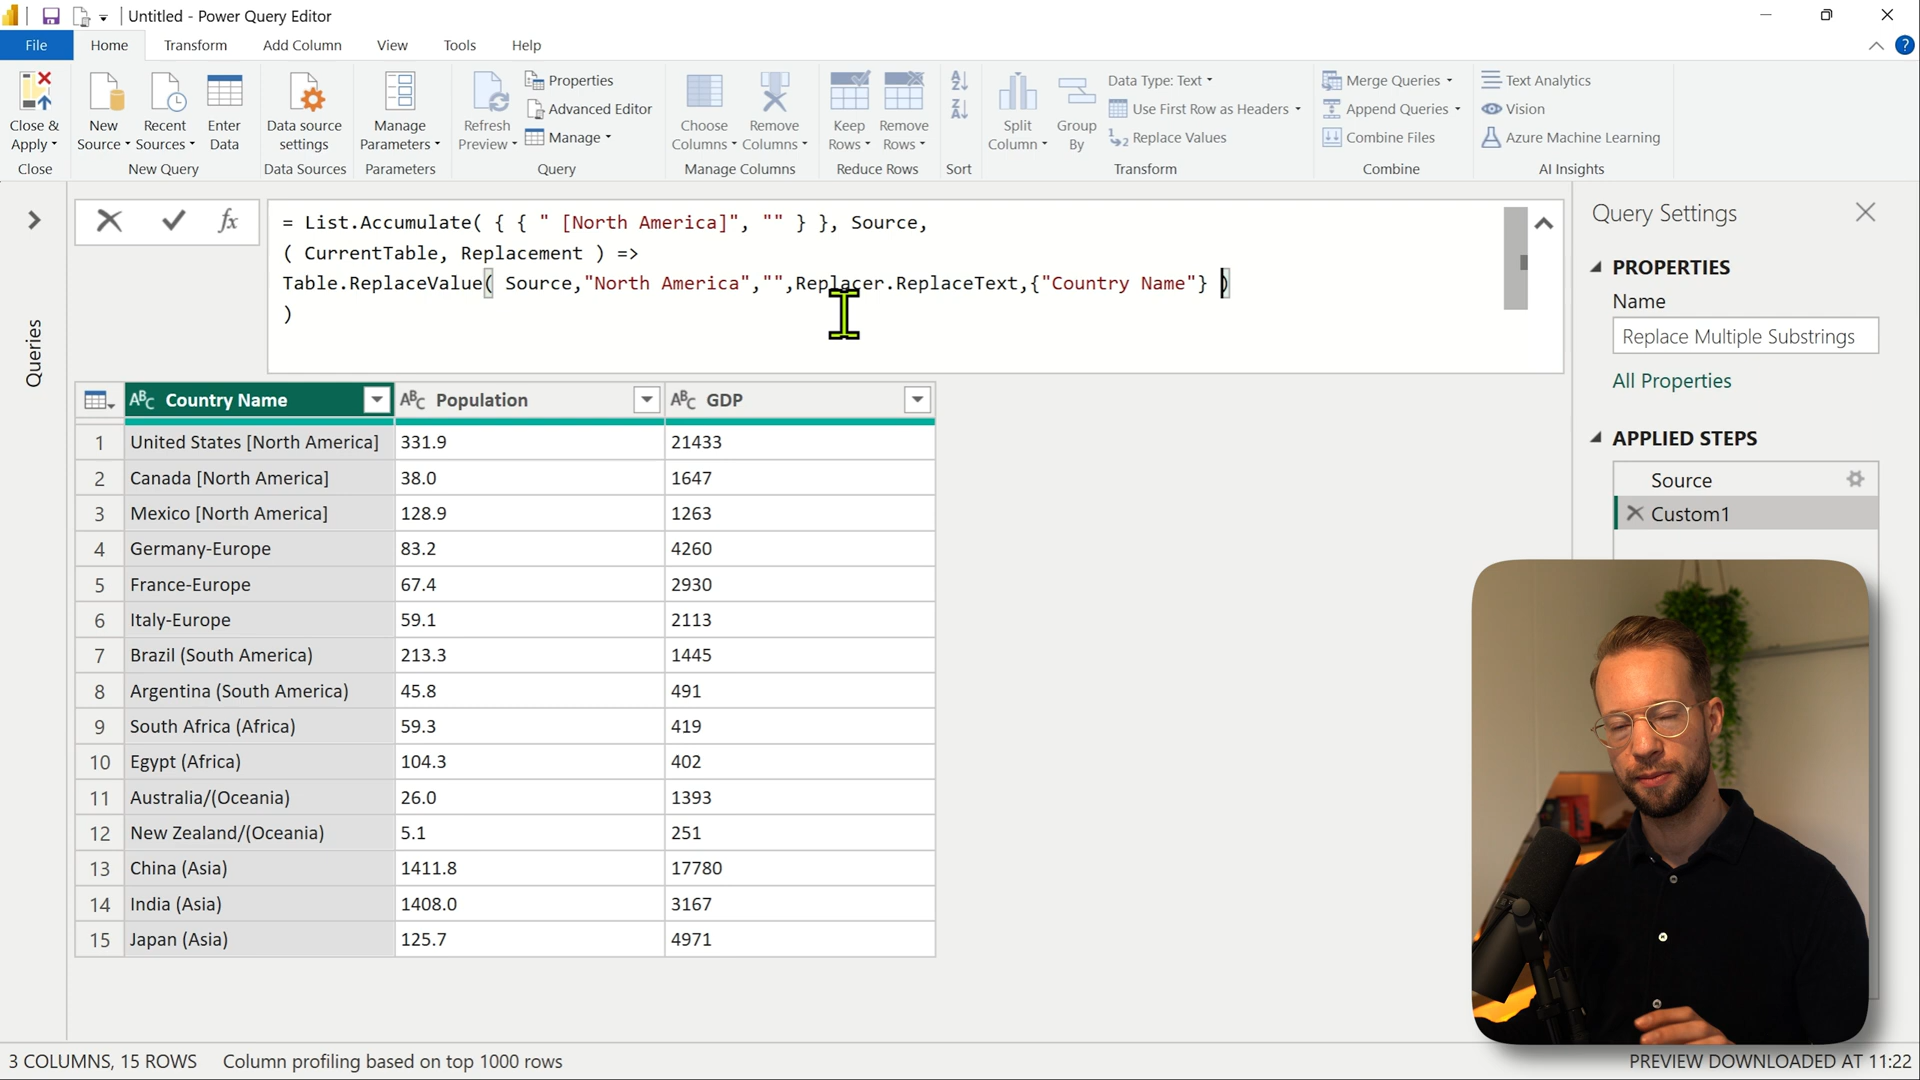 Untitled - Power Query Editor
File Home Transform Add Column View Tools Help
Close & Apply
Close
New Source
Recent Sources
Enter Data
New Query
Data source settings
Data Sources
Manage Parameters
Parameters
Refresh Preview
Properties
Advanced Editor
Manage
Query
Choose Columns
Remove Columns
Manage Columns
Keep Rows
Remove Rows
Reduce Rows
Sort
Split Column
Group By
Data Type: Text
Use First Row as Headers
Replace Values
Transform
Merge Queries
Append Queries
Combine Files
Combine
Text Analytics
Vision
Azure Machine Learning
AI Insights
= List.Accumulate( { { " [North America]", "" } }, Source,
( CurrentTable, Replacement ) =>
Table.ReplaceValue( Source,"North America","",Replacer.ReplaceText,{"Country Name"} )
)
Queries
Country Name Population GDP
1 United States [North America] 331.9 21433
2 Canada [North America] 38.0 1647
3 Mexico [North America] 128.9 1263
4 Germany-Europe 83.2 4260
5 France-Europe 67.4 2930
6 Italy-Europe 59.1 2113
7 Brazil (South America) 213.3 1445
8 Argentina (South America) 45.8 491
9 South Africa (Africa) 59.3 419
10 Egypt (Africa) 104.3 402
11 Australia/(Oceania) 26.0 1393
12 New Zealand/(Oceania) 5.1 251
13 China (Asia) 1411.8 17780
14 India (Asia) 1408.0 3167
15 Japan (Asia) 125.7 4971
Query Settings
PROPERTIES
Name
Replace Multiple Substrings
All Properties
APPLIED STEPS
Source
Custom1
3 COLUMNS, 15 ROWS Column profiling based on top 1000 rows
PREVIEW DOWNLOADED AT 11:22